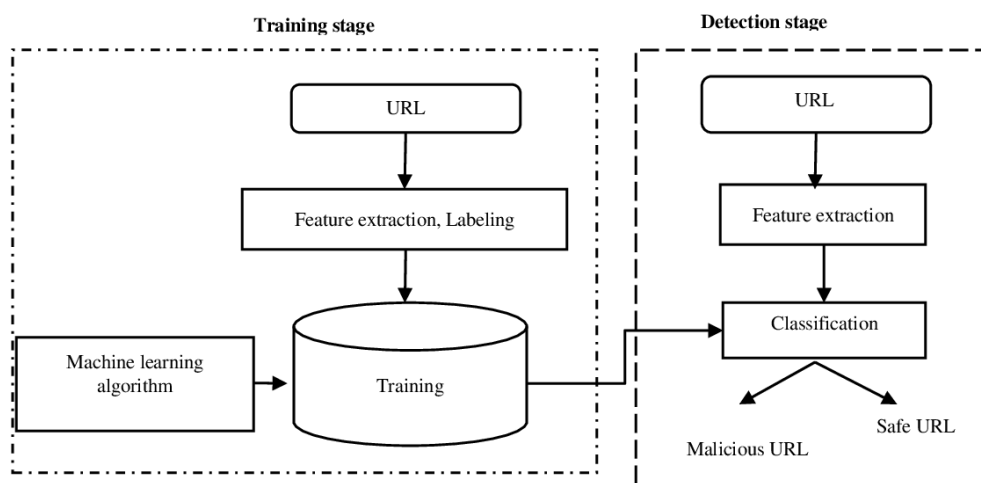 Training stage
URL
Feature extraction, Labeling
Machine learning
algorithm
Training
Detection stage
URL
Feature extraction
Classification
Malicious URL
Safe URL